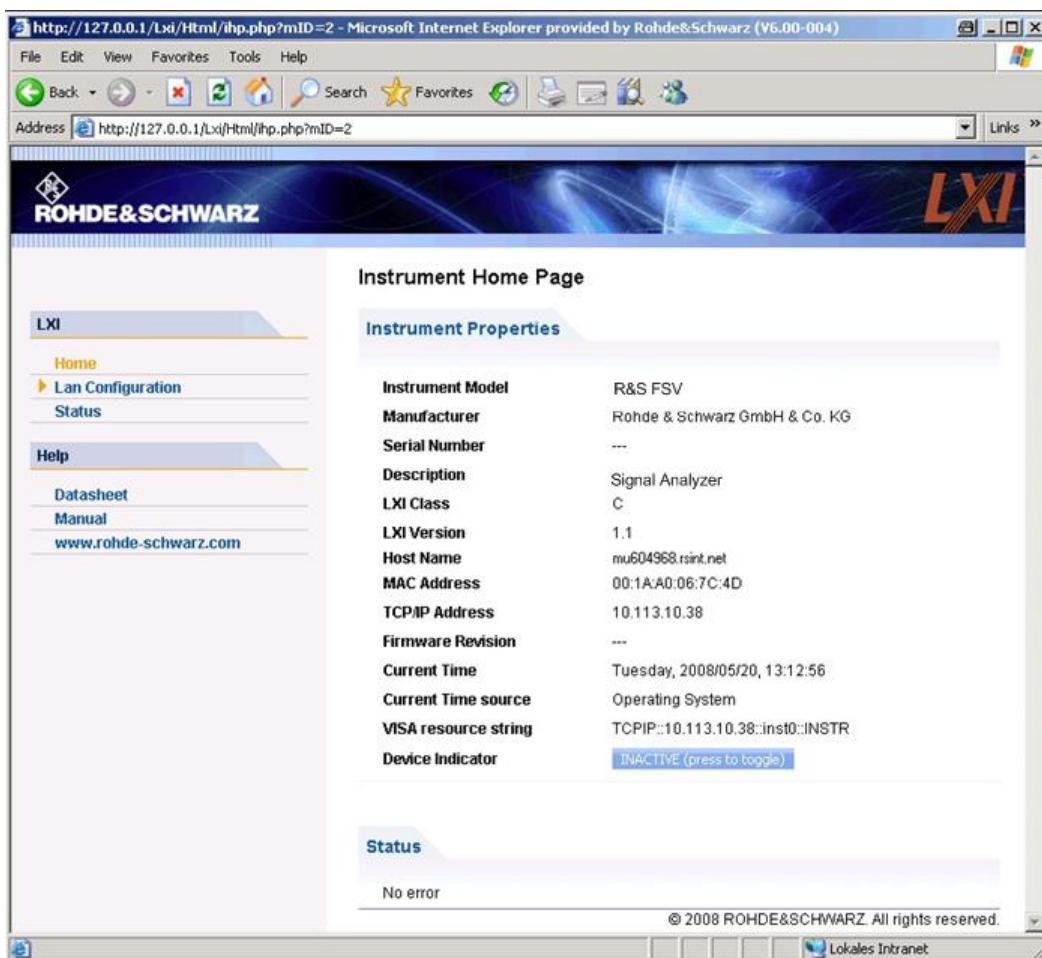 http://127.0.0.1/Lxi/Html/ihp.php?mID=2 - Microsoft Internet Explorer provided by Rohde&Schwarz (V6.00-004)
File Edit View Favorites Tools Help
Back Search Favorites
Address http://127.0.0.1/Lxi/Html/ihp.php?mID=2 Links »
R&S
ROHDE&SCHWARZ
LXI
Instrument Home Page
LXI
Home
Lan Configuration
Status
Help
Datasheet
Manual
www.rohde-schwarz.com
Instrument Properties
Instrument Model R&S FSV
Manufacturer Rohde & Schwarz GmbH & Co. KG
Serial Number ---
Description Signal Analyzer
LXI Class C
LXI Version 1.1
Host Name mu604968.rsint.net
MAC Address 00:1A:A0:06:7C:4D
TCP/IP Address 10.113.10.38
Firmware Revision ---
Current Time Tuesday, 2008/05/20, 13:12:56
Current Time source Operating System
VISA resource string TCPIP::10.113.10.38::inst0::INSTR
Device Indicator INACTIVE (press to toggle)
Status
No error
© 2008 ROHDE&SCHWARZ. All rights reserved.
Lokales Intranet